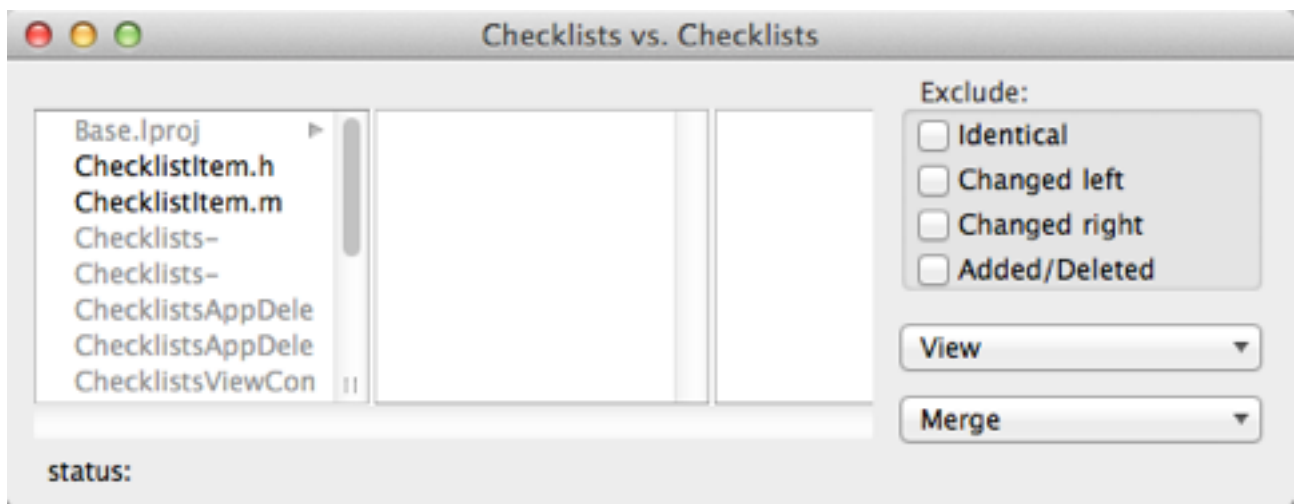 Checklists vs. Checklists
Base.lproj
ChecklistItem.h
ChecklistItem.m
Checklists-
Checklists-
ChecklistsAppDele
ChecklistsAppDele
ChecklistsViewCon
Exclude:
Identical
Changed left
Changed right
Added/Deleted
View
Merge
status: